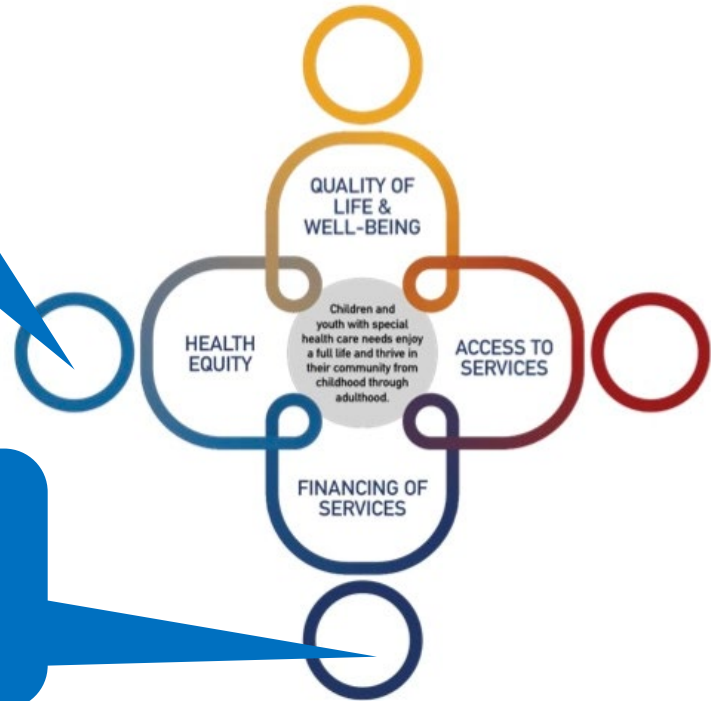 QUALITY OF
LIFE &
WELL-BEING
HEALTH
EQUITY
Children and
youth with special
health care needs enjoy
a full life and thrive in
their community from
childhood through
adulthood.
ACCESS TO
SERVICES
FINANCING OF
SERVICES